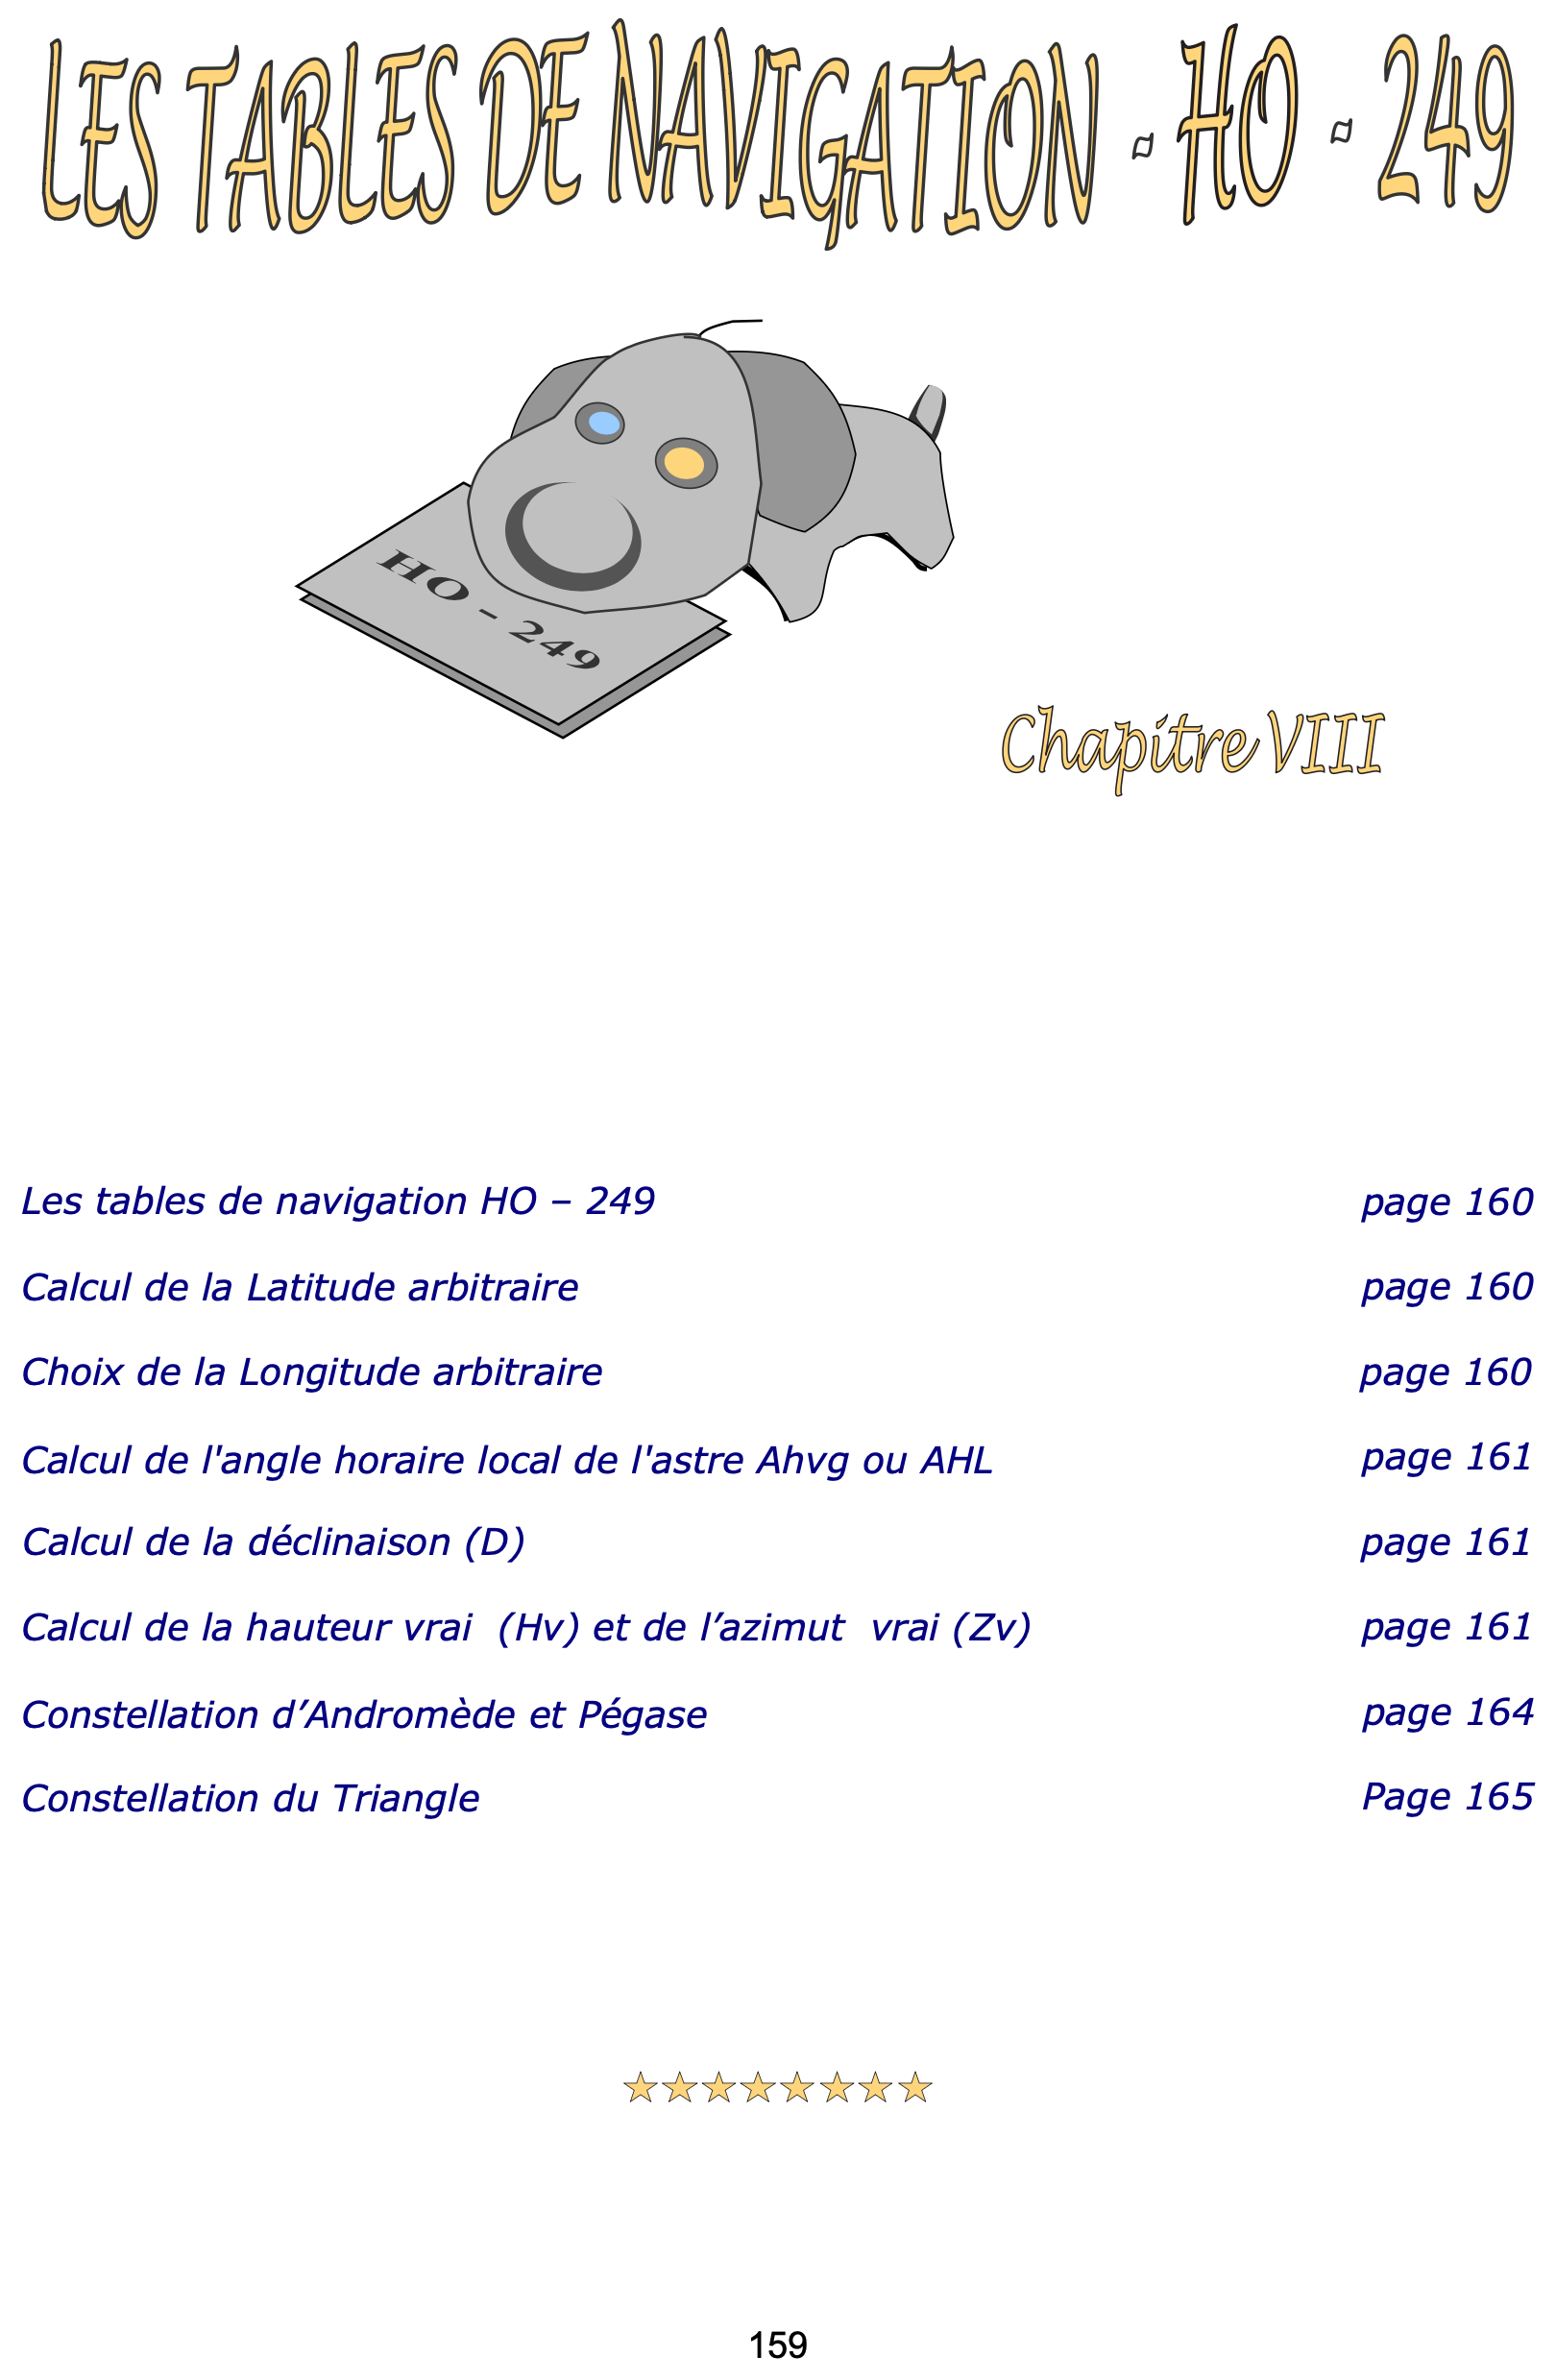 LES TABLES DE NAVIGATION - HO - 249
HO - 249
Chapitre VIII
Les tables de navigation HO – 249 page 160
Calcul de la Latitude arbitraire page 160
Choix de la Longitude arbitraire page 160
Calcul de l'angle horaire local de l'astre Ahvg ou AHL page 161
Calcul de la déclinaison (D) page 161
Calcul de la hauteur vrai (Hv) et de l’azimut vrai (Zv) page 161
Constellation d’Andromède et Pégase page 164
Constellation du Triangle Page 165
159